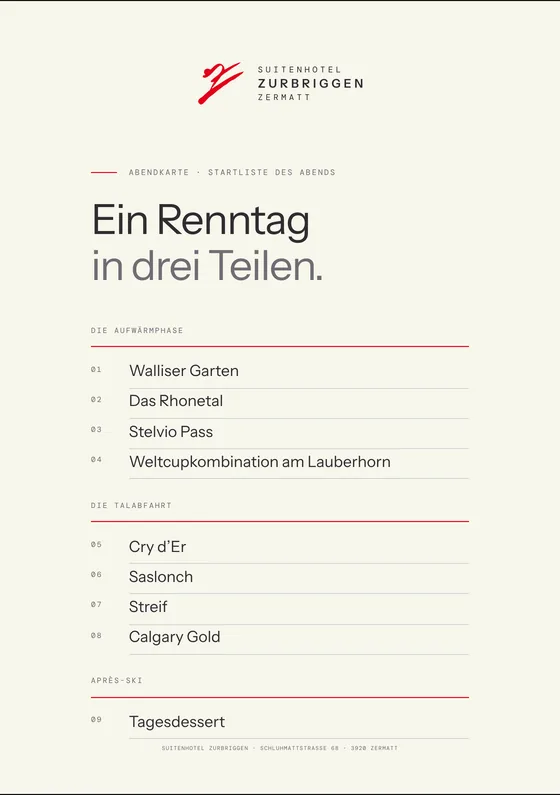 SUITENHOTEL
ZURBRIGGEN
ZERMATT
ABENDKARTE · STARTLISTE DES ABENDS
Ein Renntag
in drei Teilen.
DIE AUFWÄRMPHASE
01 Walliser Garten
02 Das Rhonetal
03 Stelvio Pass
04 Weltcupkombination am Lauberhorn
DIE TALABFAHRT
05 Cry d’Er
06 Saslonch
07 Streif
08 Calgary Gold
APRÈS-SKI
09 Tagesdessert
SUITENHOTEL ZURBRIGGEN · SCHLUHMATTSTRASSE 68 · 3920 ZERMATT